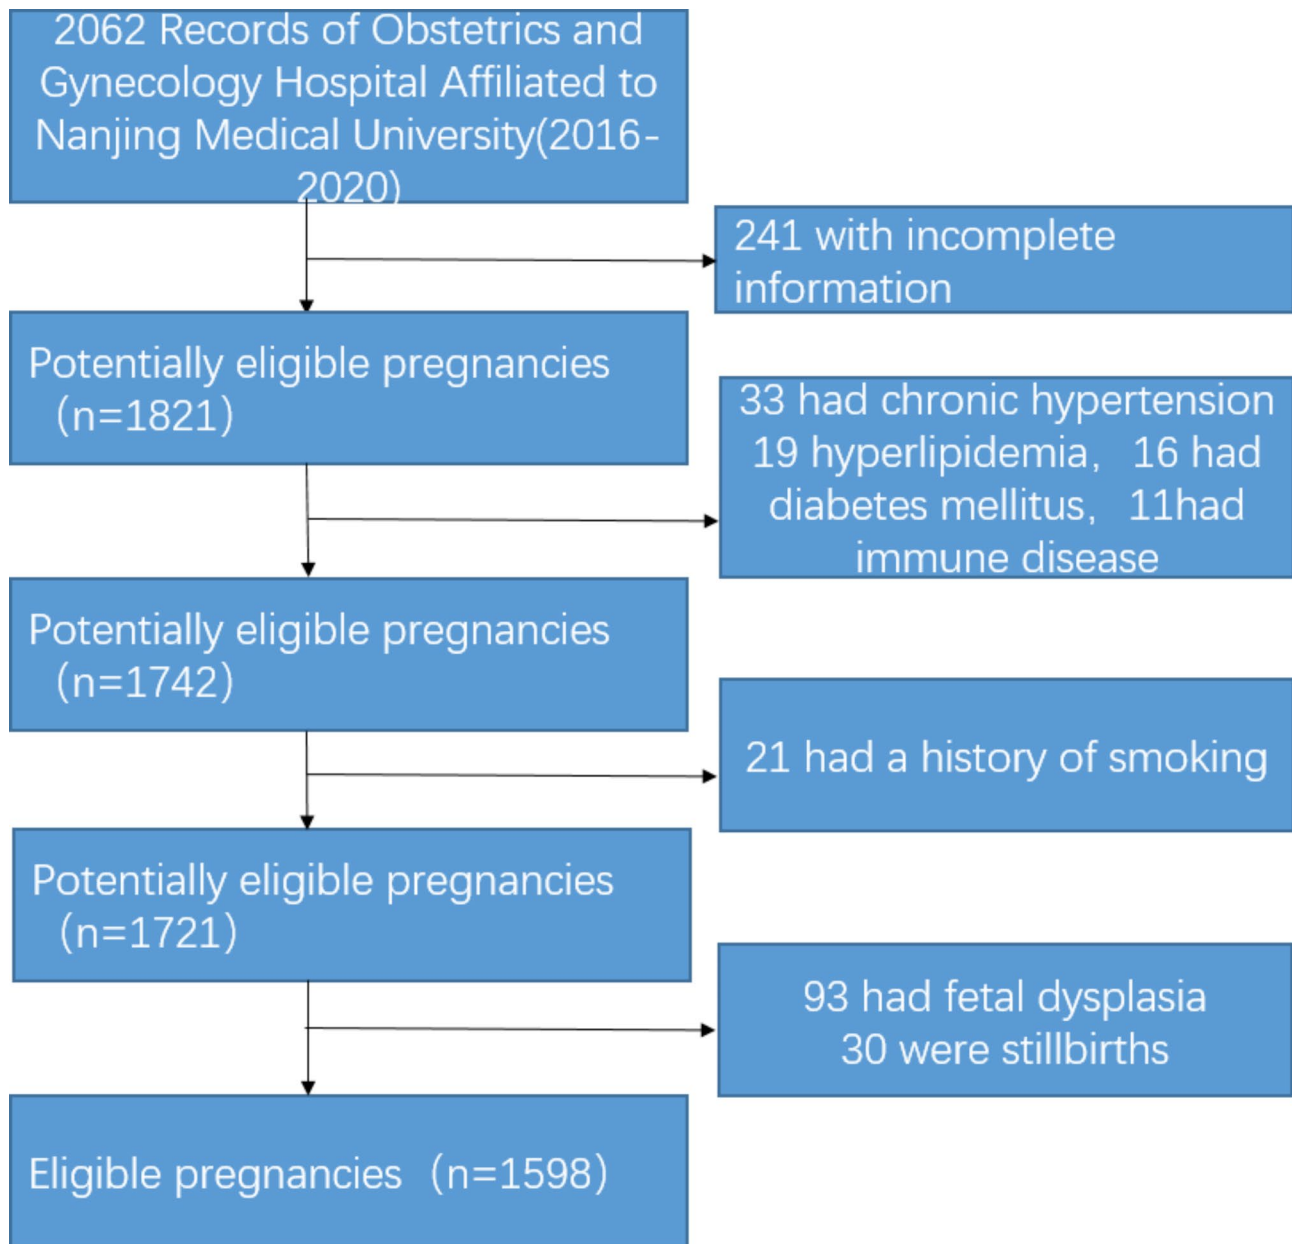 2062 Records of Obstetrics and
Gynecology Hospital Affiliated to
Nanjing Medical University(2016-
2020)
241 with incomplete
information
Potentially eligible pregnancies
（n=1821）
33 had chronic hypertension
19 hyperlipidemia， 16 had
diabetes mellitus， 11had
immune disease
Potentially eligible pregnancies
（n=1742）
21 had a history of smoking
Potentially eligible pregnancies
（n=1721）
93 had fetal dysplasia
30 were stillbirths
Eligible pregnancies（n=1598）